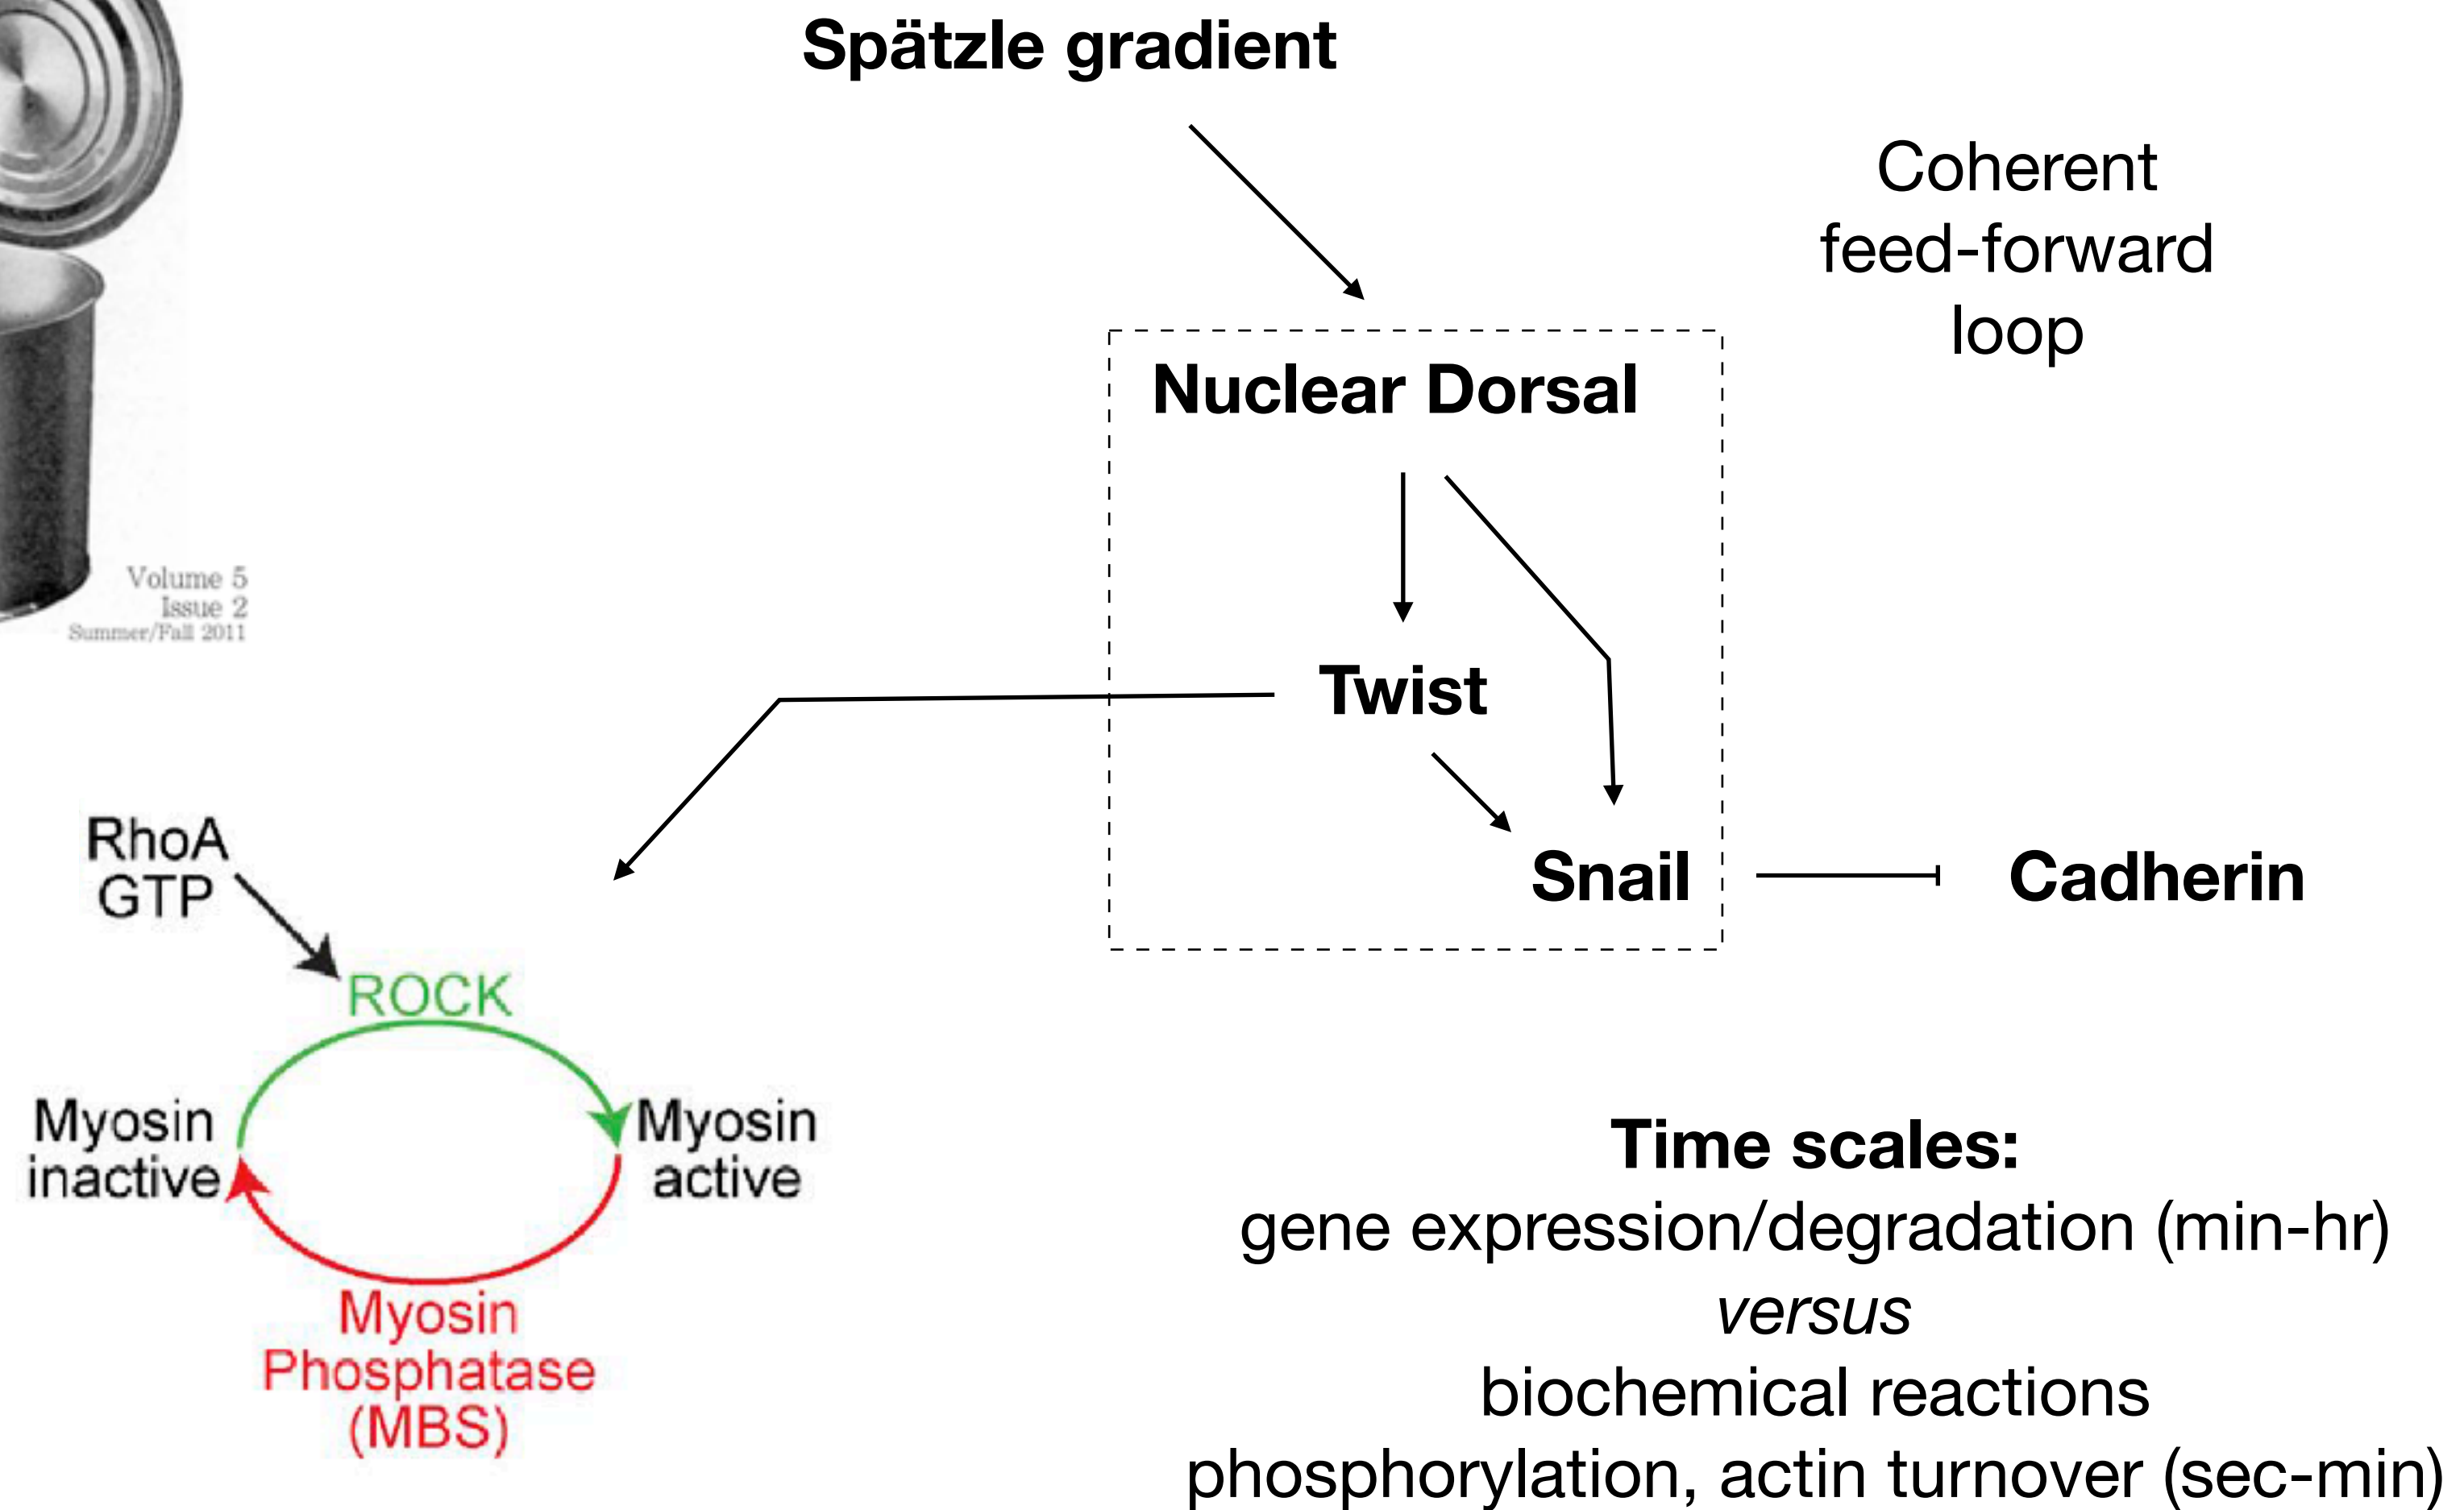 Spätzle gradient
Coherent
feed-forward
loop
Nuclear Dorsal
Volume 5
Issue 2
Summer/Fall 2011
Twist
RhoA
GTP
Snail
Cadherin
ROCK
Myosin
inactive
Myosin
active
Myosin
Phosphatase
(MBS)
Time scales:
gene expression/degradation (min-hr)
versus
biochemical reactions
phosphorylation, actin turnover (sec-min)